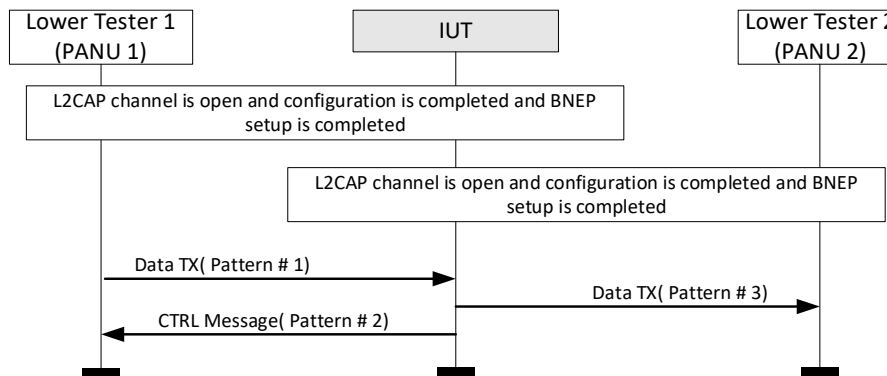 Lower Tester 1
(PANU 1)
IUT
Lower Tester 2
(PANU 2)
L2CAP channel is open and configuration is completed and BNEP
setup is completed
L2CAP channel is open and configuration is completed and BNEP
setup is completed
Data TX( Pattern # 1)
Data TX( Pattern # 3)
CTRL Message( Pattern # 2)